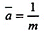 a̅ = 1/m